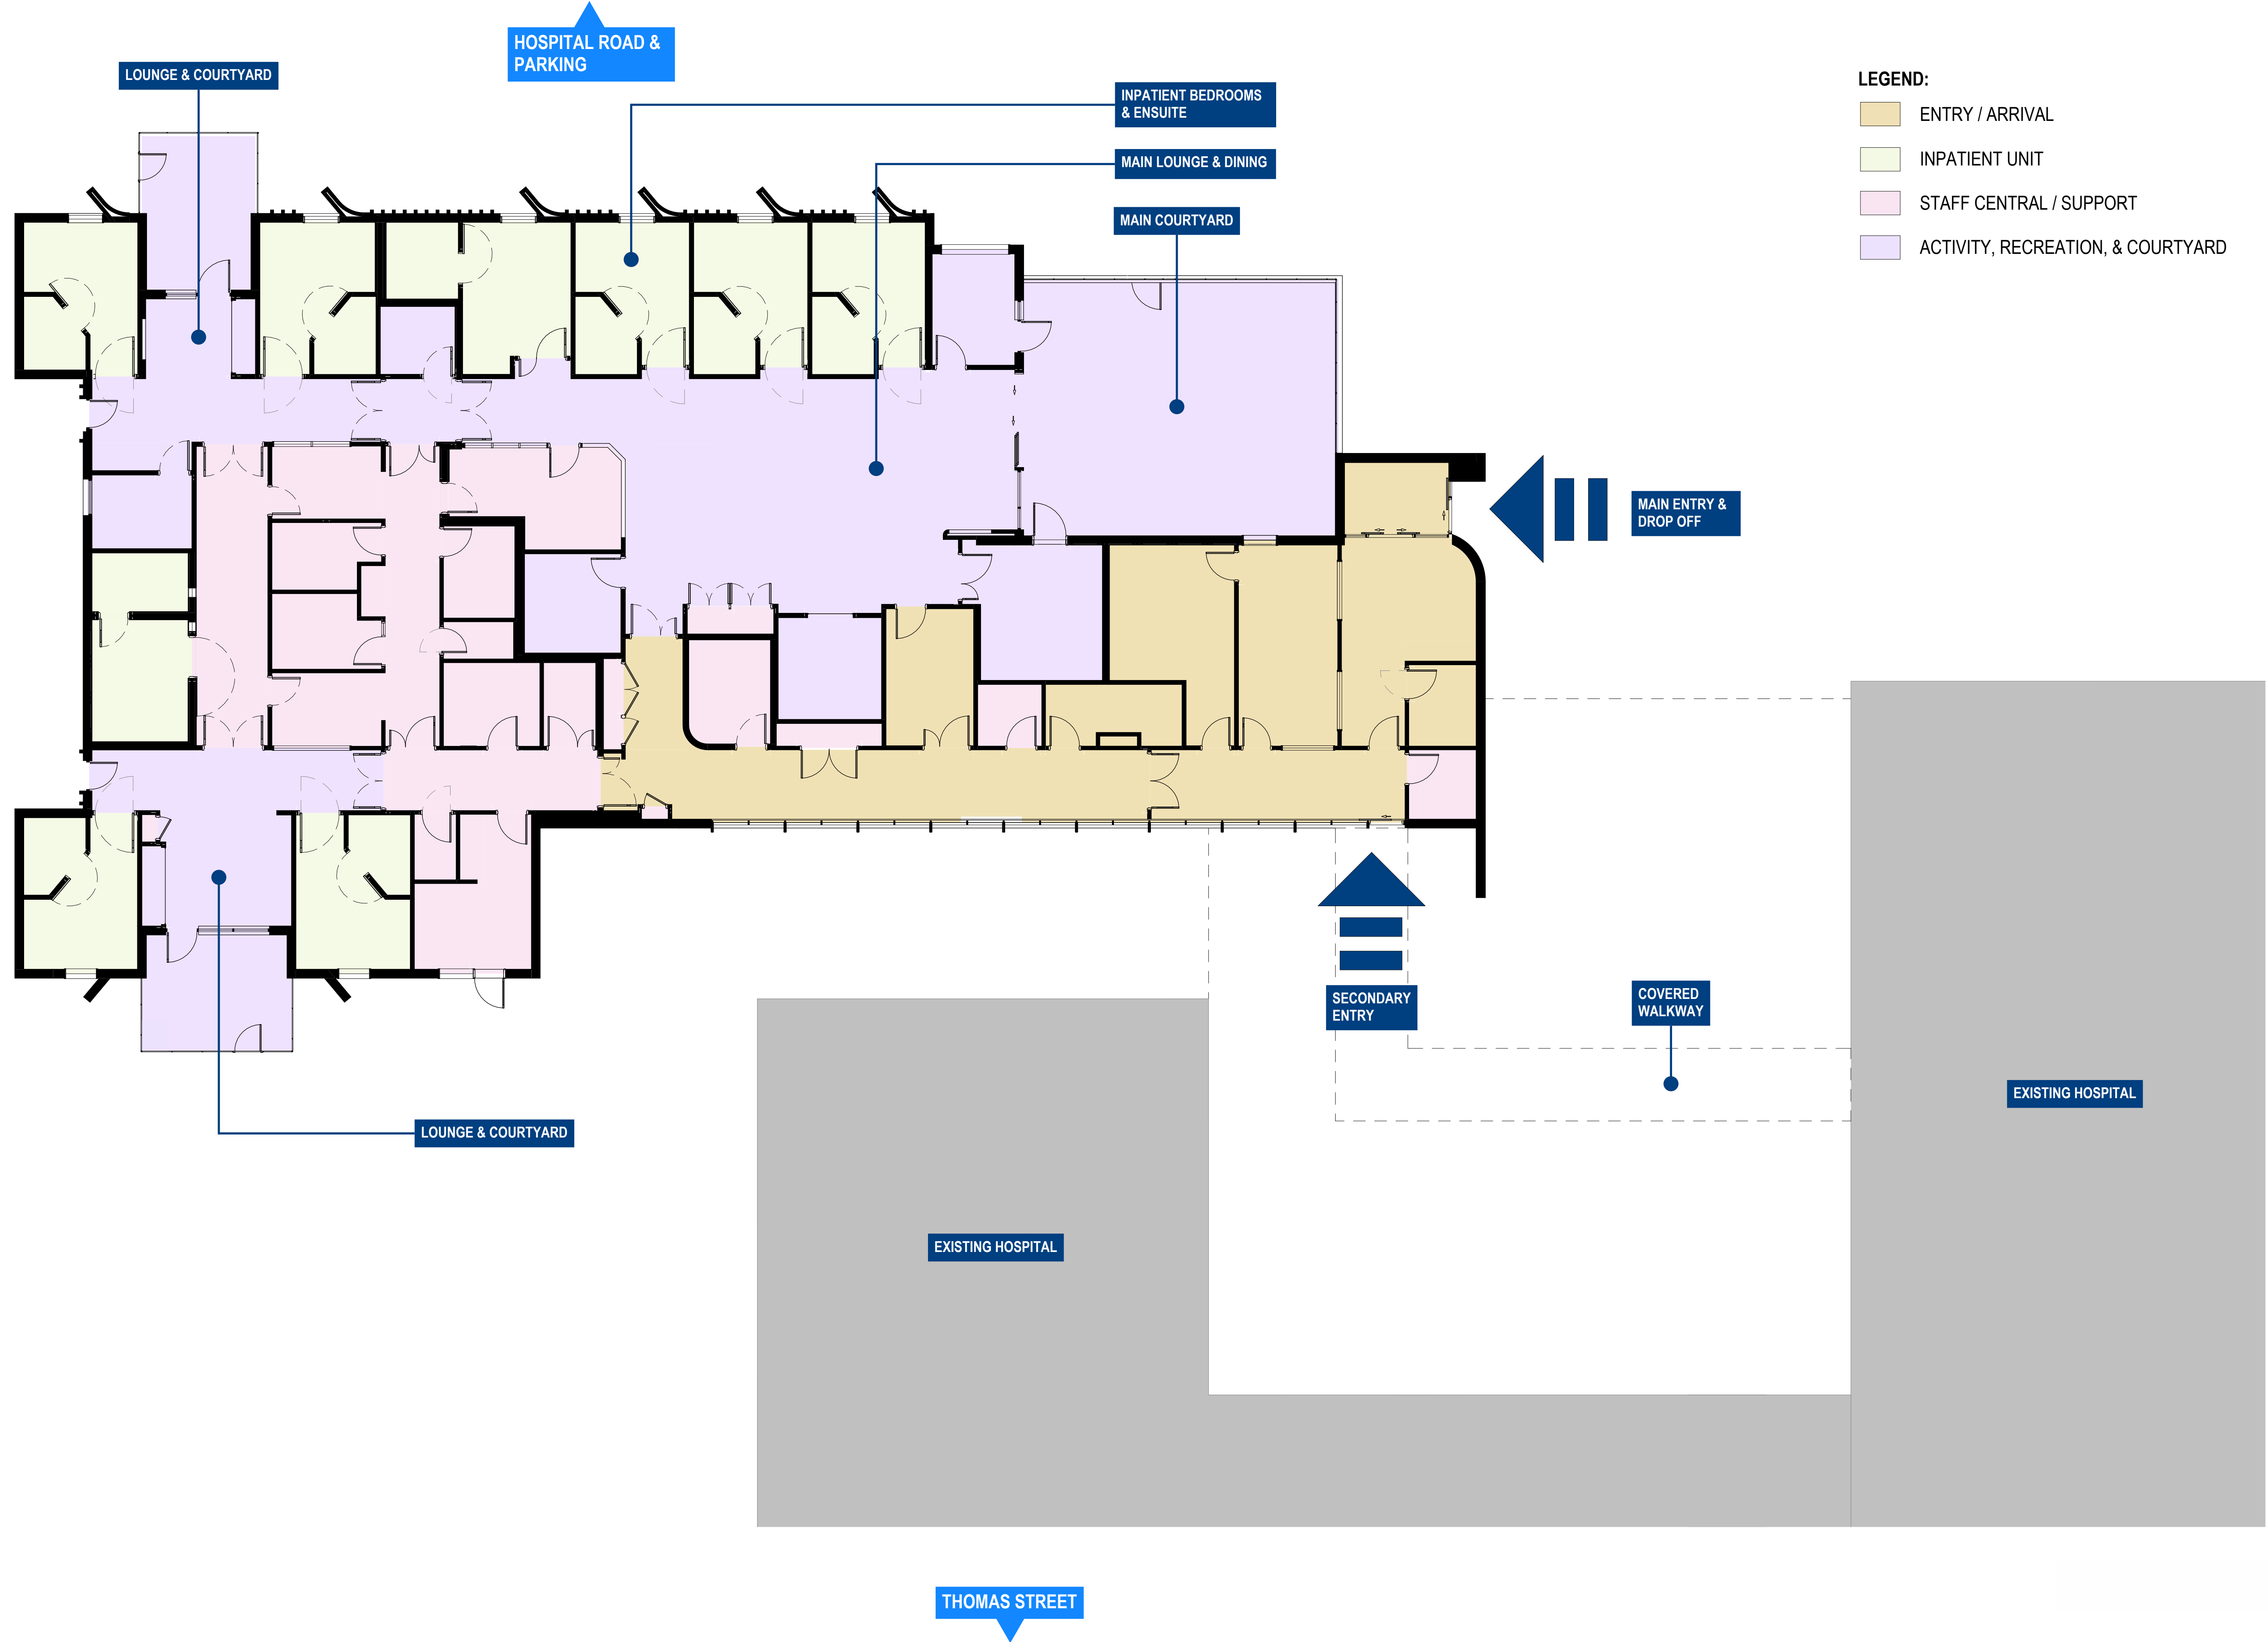 HOSPITAL ROAD &
PARKING
LOUNGE & COURTYARD
INPATIENT BEDROOMS
& ENSUITE
MAIN LOUNGE & DINING
MAIN COURTYARD
LEGEND:
ENTRY / ARRIVAL
INPATIENT UNIT
STAFF CENTRAL / SUPPORT
ACTIVITY, RECREATION, & COURTYARD
MAIN ENTRY &
DROP OFF
SECONDARY
ENTRY
COVERED
WALKWAY
EXISTING HOSPITAL
LOUNGE & COURTYARD
EXISTING HOSPITAL
THOMAS STREET